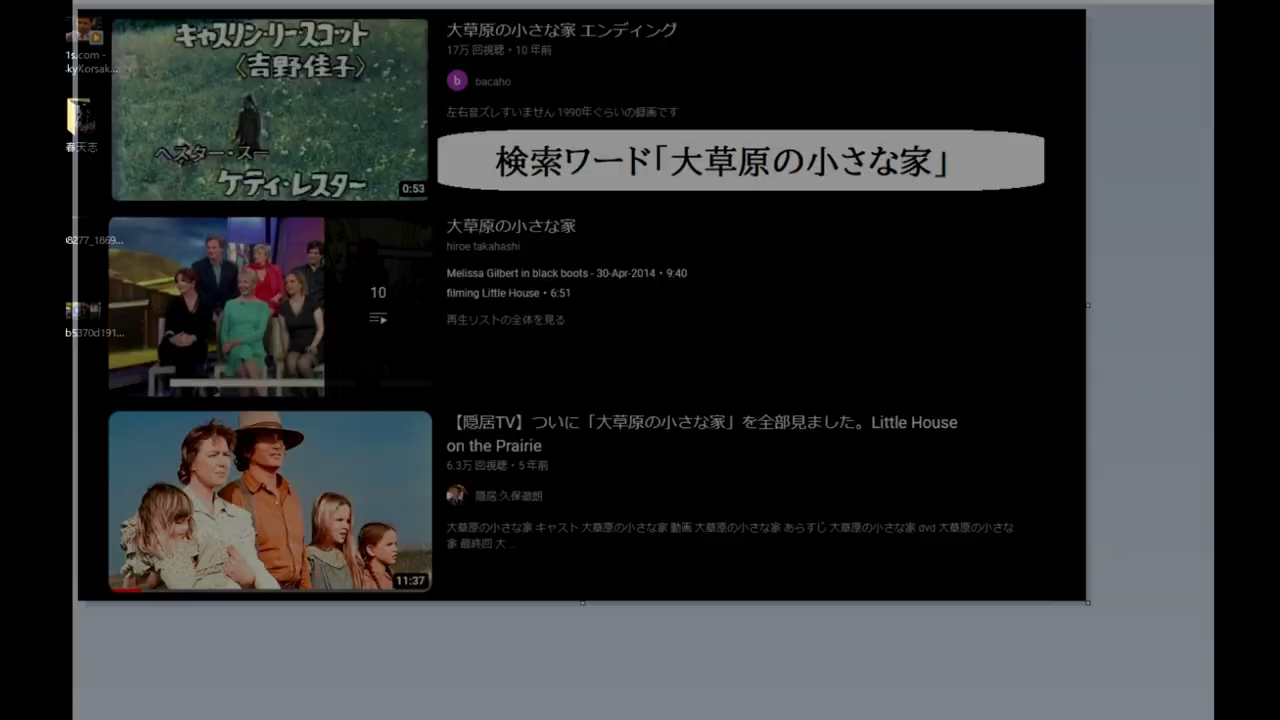 キャスリン・リースコット
〈吉野佳子〉
ヘスター・スー
ケティ・レスター
0:53
大草原の小さな家 エンディング
17万 回視聴・10 年前
b
bacaho
左右音ズレすいません 1990年ぐらいの録画です
検索ワード「大草原の小さな家」
1s.com -
kyKorsak...
春天志
8277_1869...
b5370d191...
10
大草原の小さな家
hiroe takahashi
Melissa Gilbert in black boots - 30-Apr-2014・9:40
filming Little House・6:51
再生リストの全体を見る
11:37
【隠居TV】ついに「大草原の小さな家」を全部見ました。Little House
on the Prairie
6.3万 回視聴・5 年前
隠居 久保徹朗
大草原の小さな家 キャスト 大草原の小さな家 動画 大草原の小さな家 あらすじ 大草原の小さな家 dvd 大草原の小さな
家 最終回 大 ...